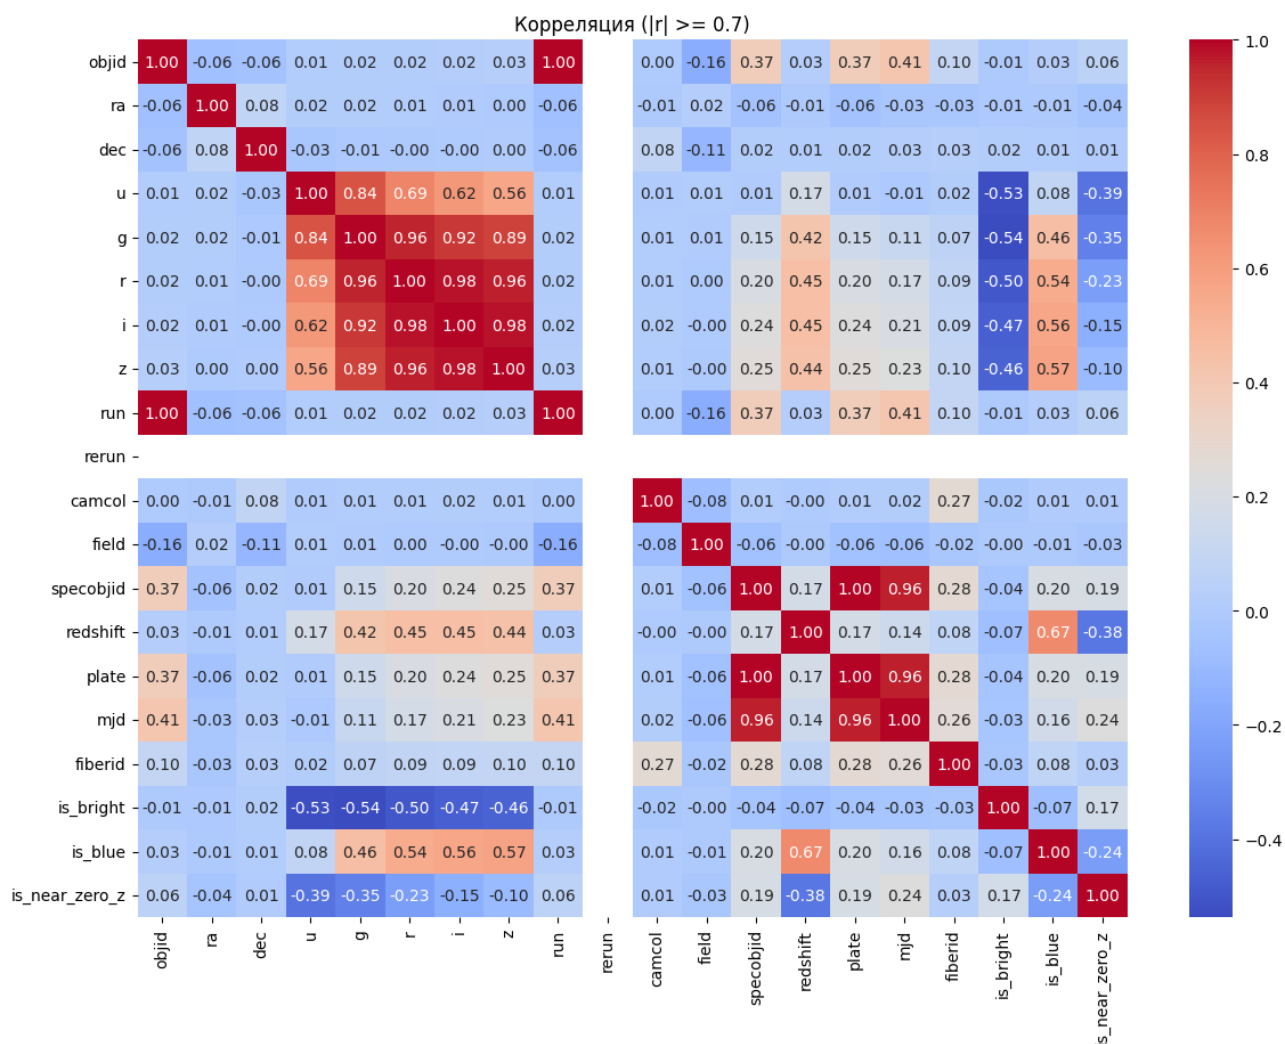 Корреляция (|r| >= 0.7)
objid 1.00 -0.06 -0.06 0.01 0.02 0.02 0.02 0.03 1.00 0.00 -0.16 0.37 0.03 0.37 0.41 0.10 -0.01 0.03 0.06
ra -0.06 1.00 0.08 0.02 0.02 0.01 0.01 0.00 -0.06 -0.01 0.02 -0.06 -0.01 -0.06 -0.03 -0.03 -0.01 -0.01 -0.04
dec -0.06 0.08 1.00 -0.03 -0.01 -0.00 -0.00 0.00 -0.06 0.08 -0.11 0.02 0.01 0.02 0.03 0.03 0.02 0.01 0.01
u 0.01 0.02 -0.03 1.00 0.84 0.69 0.62 0.56 0.01 0.01 0.01 0.01 0.17 0.01 -0.01 0.02 -0.53 0.08 -0.39
g 0.02 0.02 -0.01 0.84 1.00 0.96 0.92 0.89 0.02 0.01 0.01 0.15 0.42 0.15 0.11 0.07 -0.54 0.46 -0.35
r 0.02 0.01 -0.00 0.69 0.96 1.00 0.98 0.96 0.02 0.01 0.00 0.20 0.45 0.20 0.17 0.09 -0.50 0.54 -0.23
i 0.02 0.01 -0.00 0.62 0.92 0.98 1.00 0.98 0.02 0.02 -0.00 0.24 0.45 0.24 0.21 0.09 -0.47 0.56 -0.15
z 0.03 0.00 0.00 0.56 0.89 0.96 0.98 1.00 0.03 0.01 -0.00 0.25 0.44 0.25 0.23 0.10 -0.46 0.57 -0.10
run 1.00 -0.06 -0.06 0.01 0.02 0.02 0.02 0.03 1.00 0.00 -0.16 0.37 0.03 0.37 0.41 0.10 -0.01 0.03 0.06
rerun
camcol 0.00 -0.01 0.08 0.01 0.01 0.01 0.02 0.01 0.00 1.00 -0.08 0.01 -0.00 0.01 0.02 0.27 -0.02 0.01 0.01
field -0.16 0.02 -0.11 0.01 0.01 0.00 -0.00 -0.00 -0.16 -0.08 1.00 -0.06 -0.00 -0.06 -0.06 -0.02 -0.00 -0.01 -0.03
specobjid 0.37 -0.06 0.02 0.01 0.15 0.20 0.24 0.25 0.37 0.01 -0.06 1.00 0.17 1.00 0.96 0.28 -0.04 0.20 0.19
redshift 0.03 -0.01 0.01 0.17 0.42 0.45 0.45 0.44 0.03 -0.00 -0.00 0.17 1.00 0.17 0.14 0.08 -0.07 0.67 -0.38
plate 0.37 -0.06 0.02 0.01 0.15 0.20 0.24 0.25 0.37 0.01 -0.06 1.00 0.17 1.00 0.96 0.28 -0.04 0.20 0.19
mjd 0.41 -0.03 0.03 -0.01 0.11 0.17 0.21 0.23 0.41 0.02 -0.06 0.96 0.14 0.96 1.00 0.26 -0.03 0.16 0.24
fiberid 0.10 -0.03 0.03 0.02 0.07 0.09 0.09 0.10 0.10 0.27 -0.02 0.28 0.08 0.28 0.26 1.00 -0.03 0.08 0.03
is_bright -0.01 -0.01 0.02 -0.53 -0.54 -0.50 -0.47 -0.46 -0.01 -0.02 -0.00 -0.04 -0.07 -0.04 -0.03 -0.03 1.00 -0.07 0.17
is_blue 0.03 -0.01 0.01 0.08 0.46 0.54 0.56 0.57 0.03 0.01 -0.01 0.20 0.67 0.20 0.16 0.08 -0.07 1.00 -0.24
is_near_zero_z 0.06 -0.04 0.01 -0.39 -0.35 -0.23 -0.15 -0.10 0.06 0.01 -0.03 0.19 -0.38 0.19 0.24 0.03 0.17 -0.24 1.00
objid ra dec u g r i z run rerun camcol field specobjid redshift plate mjd fiberid is_bright is_blue is_near_zero_z
1.0
0.8
0.6
0.4
0.2
0.0
−0.2
−0.4